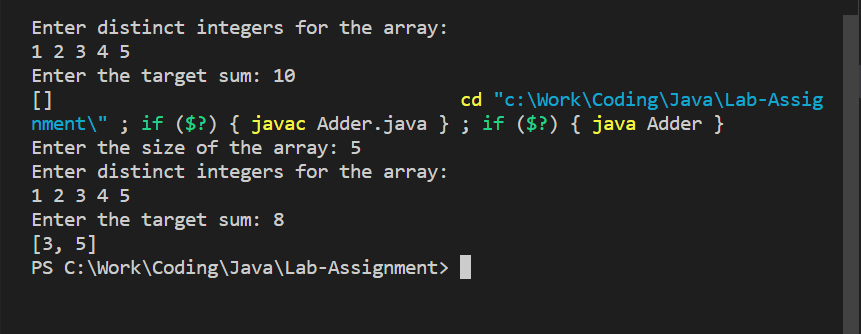 Enter distinct integers for the array:
1 2 3 4 5
Enter the target sum: 10
[] cd "c:\Work\Coding\Java\Lab-Assig
nment\" ; if ($?) { javac Adder.java } ; if ($?) { java Adder }
Enter the size of the array: 5
Enter distinct integers for the array:
1 2 3 4 5
Enter the target sum: 8
[3, 5]
PS C:\Work\Coding\Java\Lab-Assignment>